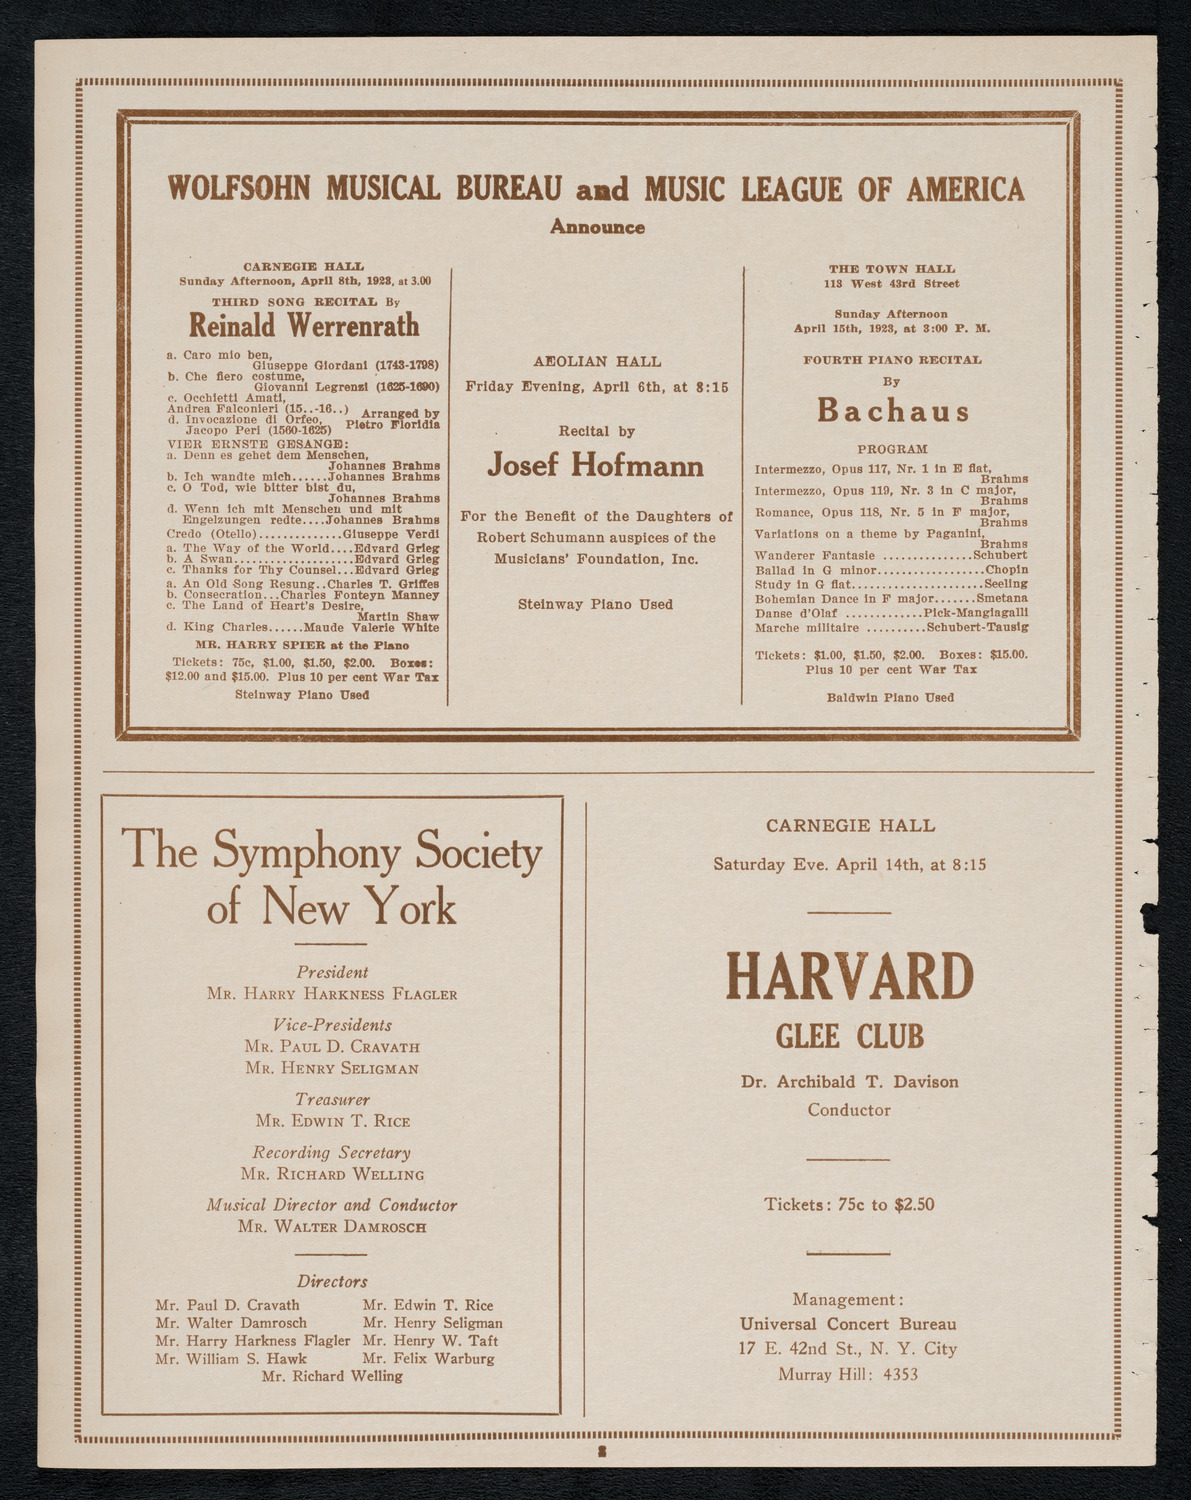 WOLFSOHN MUSICAL BUREAU and MUSIC LEAGUE OF AMERICA
Announce
CARNEGIE HALL
Sunday Afternoon, April 8th, 1923, at 3.00
THIRD SONG RECITAL By
Reinald Werrenrath
a. Caro mio ben,
Giuseppe Giordani (1743-1798)
b. Che fiero costume,
Giovanni Legrenzi (1625-1690)
c. Occhietti Amati,
Andrea Falconieri (15..-16..)
d. Invocazione di Orfeo,
Jacopo Peri (1560-1625)
Arranged by
Pietro Floridia
VIER ERNSTE GESANGE:
a. Denn es gehet dem Menschen,
Johannes Brahms
b. Ich wandte mich......Johannes Brahms
c. O Tod, wie bitter bist du,
Johannes Brahms
d. Wenn ich mit Menschen und mit
Engelzungen redte....Johannes Brahms
Credo (Otello)..............Giuseppe Verdi
a. The Way of the World....Edvard Grieg
b. A Swan..................Edvard Grieg
c. Thanks for Thy Counsel...Edvard Grieg
a. An Old Song Resung..Charles T. Griffes
b. Consecration...Charles Fonteyn Manney
c. The Land of Heart's Desire,
Martin Shaw
d. King Charles......Maude Valerie White
MR. HARRY SPIER at the Piano
Tickets: 75c, $1.00, $1.50, $2.00. Boxes:
$12.00 and $15.00. Plus 10 per cent War Tax
Steinway Piano Used
AEOLIAN HALL
Friday Evening, April 6th, at 8:15
Recital by
Josef Hofmann
For the Benefit of the Daughters of
Robert Schumann auspices of the
Musicians' Foundation, Inc.
Steinway Piano Used
THE TOWN HALL
113 West 43rd Street
Sunday Afternoon
April 15th, 1923, at 3:00 P. M.
FOURTH PIANO RECITAL
By
Bachaus
PROGRAM
Intermezzo, Opus 117, Nr. 1 in E flat,
Brahms
Intermezzo, Opus 119, Nr. 3 in C major,
Brahms
Romance, Opus 118, Nr. 5 in F major,
Brahms
Variations on a theme by Paganini,
Brahms
Wanderer Fantasie .............Schubert
Ballad in G minor..................Chopin
Study in G flat......................Seeling
Bohemian Dance in F major.......Smetana
Danse d'Olaf ............Pick-Mangiagalli
Marche militaire ..........Schubert-Tausig
Tickets: $1.00, $1.50, $2.00. Boxes: $15.00.
Plus 10 per cent War Tax
Baldwin Piano Used
The Symphony Society
of New York
President
MR. HARRY HARKNESS FLAGLER
Vice-Presidents
MR. PAUL D. CRAVATH
MR. HENRY SELIGMAN
Treasurer
MR. EDWIN T. RICE
Recording Secretary
MR. RICHARD WELLING
Musical Director and Conductor
MR. WALTER DAMROSCH
Directors
Mr. Paul D. Cravath Mr. Edwin T. Rice
Mr. Walter Damrosch Mr. Henry Seligman
Mr. Harry Harkness Flagler Mr. Henry W. Taft
Mr. William S. Hawk Mr. Felix Warburg
Mr. Richard Welling
CARNEGIE HALL
Saturday Eve. April 14th, at 8:15
HARVARD
GLEE CLUB
Dr. Archibald T. Davison
Conductor
Tickets: 75c to $2.50
Management:
Universal Concert Bureau
17 E. 42nd St., N. Y. City
Murray Hill: 4353
8